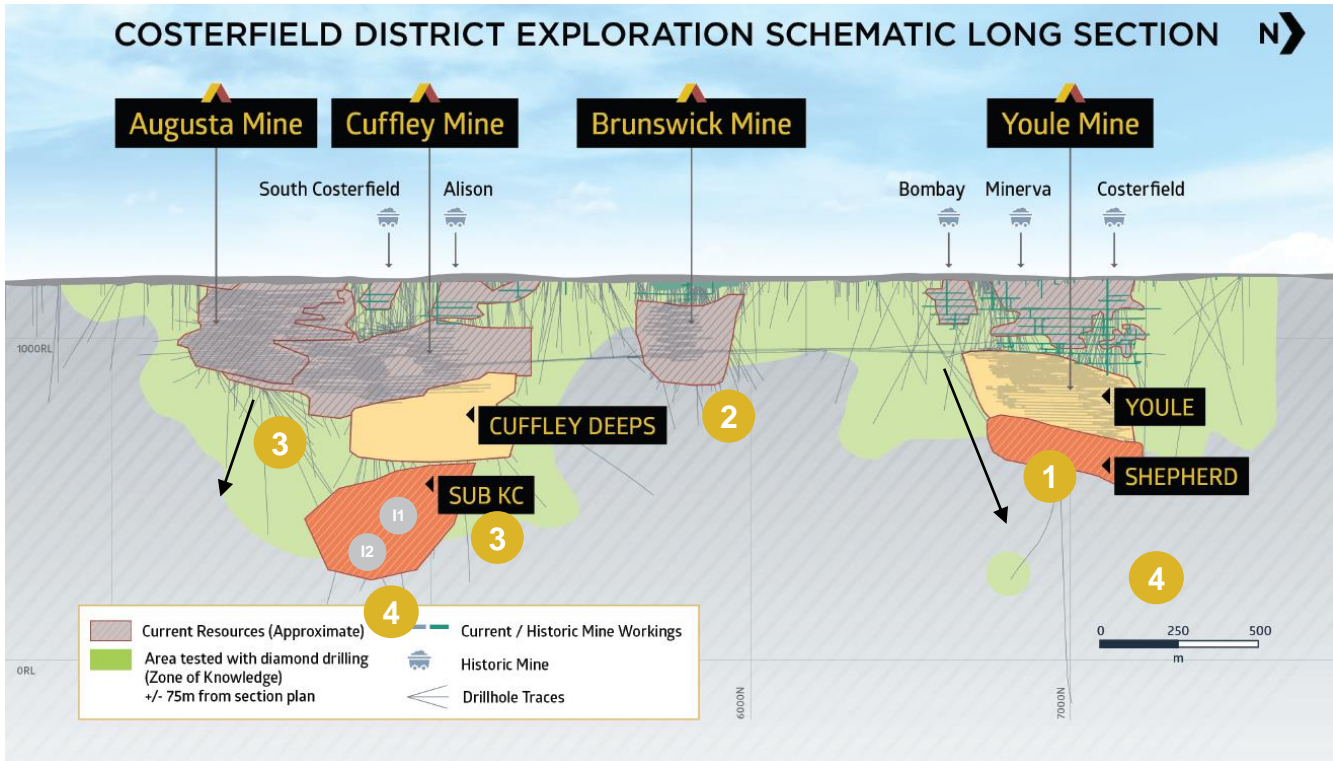 COSTERFIELD DISTRICT EXPLORATION SCHEMATIC LONG SECTION N
Augusta Mine
Cuffley Mine
Brunswick Mine
Youle Mine
South Costerfield
Alison
Bombay
Minerva
Costerfield
1000RL
CUFFLEY DEEPS
2
YOULE
3
SUB KC
1
SHEPHERD
I1
3
I2
4
4
Current Resources (Approximate)
Area tested with diamond drilling
(Zone of Knowledge)
+/- 75m from section plan
Current / Historic Mine Workings
Historic Mine
Drillhole Traces
0 250 500
m
0RL
6000N
7000N